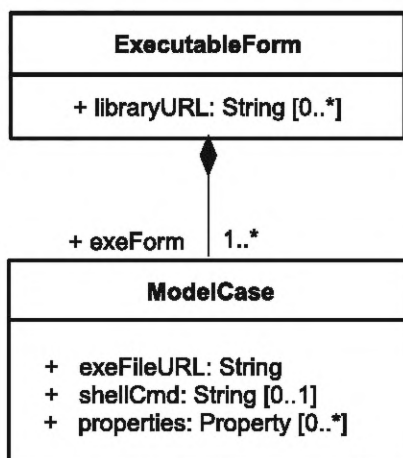 ExecutableForm
+ libraryURL: String [0..*]
+ exeForm 1..*
ModelCase
+ exeFileURL: String
+ shellCmd: String [0..1]
+ properties: Property [0..*]